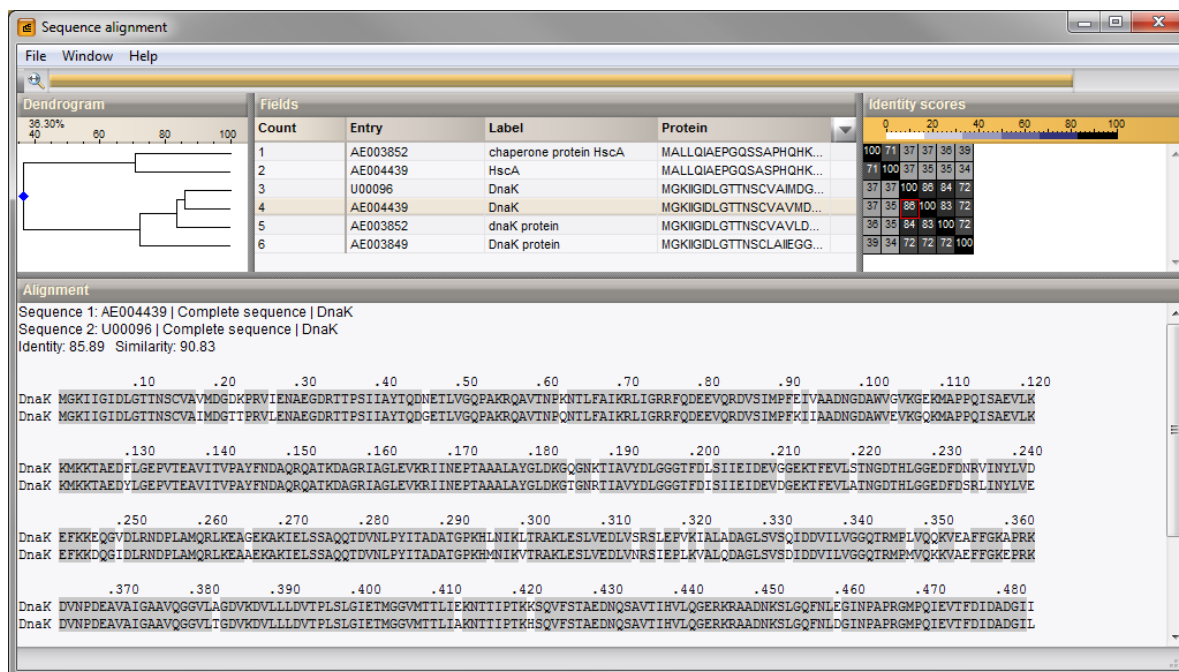 Sequence alignment
File Window Help
Dendrogram
36.30%
40 60 80 100
Fields
Count Entry Label Protein
1 AE003852 chaperone protein HscA MALLQIAEPGQSSAPHQHK...
2 AE004439 HscA MALLQIAEPGQSASPHQHK...
3 U00096 DnaK MGKIIGIDLGTTNSCVAIMDG...
4 AE004439 DnaK MGKIIGIDLGTTNSCVAVMD...
5 AE003852 dnaK protein MGKIIGIDLGTTNSCVAVLD...
6 AE003849 DnaK protein MGKIIGIDLGTTNSCLAIIEGG...
Identity scores
0 20 40 60 80 100
100 71 37 37 36 39
71 100 37 35 35 34
37 37 100 86 84 72
37 35 86 100 83 72
36 35 84 83 100 72
39 34 72 72 72 100
Alignment
Sequence 1: AE004439 | Complete sequence | DnaK
Sequence 2: U00096 | Complete sequence | DnaK
Identity: 85.89 Similarity: 90.83
.10 .20 .30 .40 .50 .60 .70 .80 .90 .100 .110 .120
DnaK MGKIIGIDLGTTNSCVAVMDGDKPRVIENAEGDRTTPSIIAYTQDNETLVGQPAKRQAVTNPKNTLFAIKRLIGRRFQDEEVQRDVSIMPFEIVAADNGDAWVGVKGEKMAPPQISAEVLK
DnaK MGKIIGIDLGTTNSCVAIMDGTTPRVLENAEGDRTTPSIIAYTQDGETLVGQPAKRQAVTNPQNTLFAIKRLIGRRFQDEEVQRDVSIMPFKIIAADNGDAWVEVKGQKMAPPQISAEVLK
.130 .140 .150 .160 .170 .180 .190 .200 .210 .220 .230 .240
DnaK KMKKTAEDFLGEPVTEAVITVPAYFNDAQRQATKDAGRIAGLEVKRIINEPTAAALAYGLDKGQGNKTIAVYDLGGGTFDLSIIEIDEVGGEKTFEVLSTNGDTHLGGEDFDNRVINYLVD
DnaK KMKKTAEDYLGEPVTEAVITVPAYFNDAQRQATKDAGRIAGLEVKRIINEPTAAALAYGLDKGTGNRTIAVYDLGGGTFDISIIEIDEVDGEKTFEVLATNGDTHLGGEDFDSRLINYLVE
.250 .260 .270 .280 .290 .300 .310 .320 .330 .340 .350 .360
DnaK EFKKEQGVDLRNDPLAMQRLKEAGEKAKIELSSAQQTDVNLPYITADATGPKHLNIKLTRAKLESLVEDLVSRSLEPVKIALADAGLSVSQIDDVILVGGQTRMPLVQQKVEAFFGKAPRK
DnaK EFKKDQGIDLRNDPLAMQRLKEAAEKAKIELSSAQQTDVNLPYITADATGPKHMNIKVTRAKLESLVEDLVNRSIEPLKVALQDAGLSVSDIDDVILVGGQTRMPMVQKKVAEFFGKEPRK
.370 .380 .390 .400 .410 .420 .430 .440 .450 .460 .470 .480
DnaK DVNPDEAVAIGAAVQGGVLAGDVKDVLLLDVTPLSLGIETMGGVMTTLIEKNTTIPTKKSQVFSTAEDNQSAVTIHVLQGERKRAADNKSLGQFNLEGINPAPRGMPQIEVTFDIDADGII
DnaK DVNPDEAVAIGAAVQGGVLTGDVKDVLLLDVTPLSLGIETMGGVMTTLIAKNTTIPTKHSQVFSTAEDNQSAVTIHVLQGERKRAADNKSLGQFNLDGINPAPRGMPQIEVTFDIDADGIL